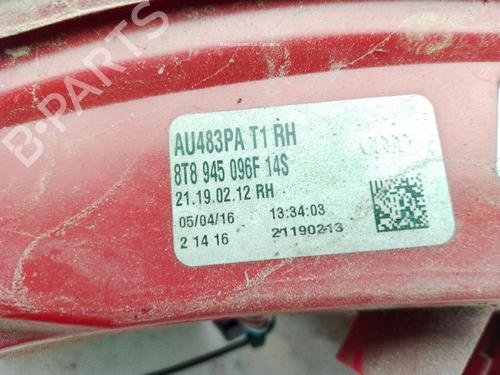 B-PARTS
AU483PA T1 RH
8T8 945 096F 14S
21.19.02.12 RH
05/04/16 13:34:03
2 14 16 21190213